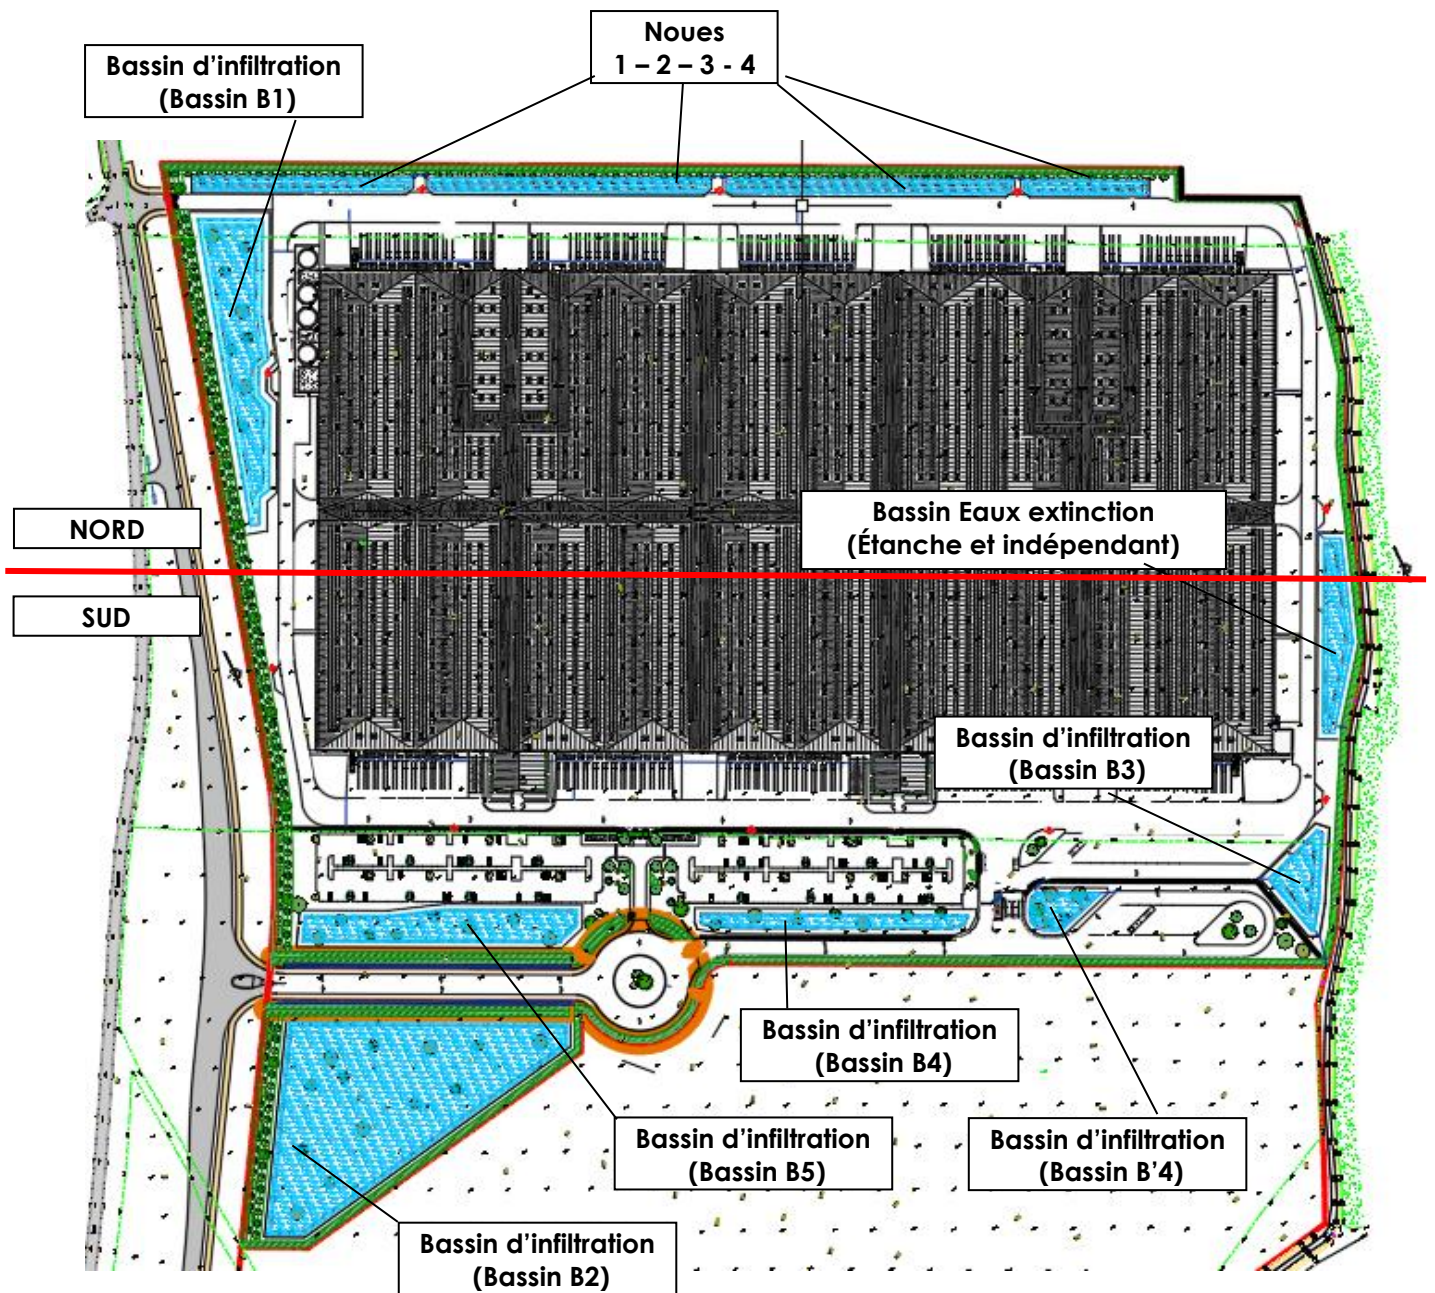 Noues
1 – 2 – 3 - 4
Bassin d’infiltration
(Bassin B1)
NORD
SUD
Bassin Eaux extinction
(Étanche et indépendant)
Bassin d’infiltration
(Bassin B3)
Bassin d’infiltration
(Bassin B4)
Bassin d’infiltration
(Bassin B5)
Bassin d’infiltration
(Bassin B’4)
Bassin d’infiltration
(Bassin B2)